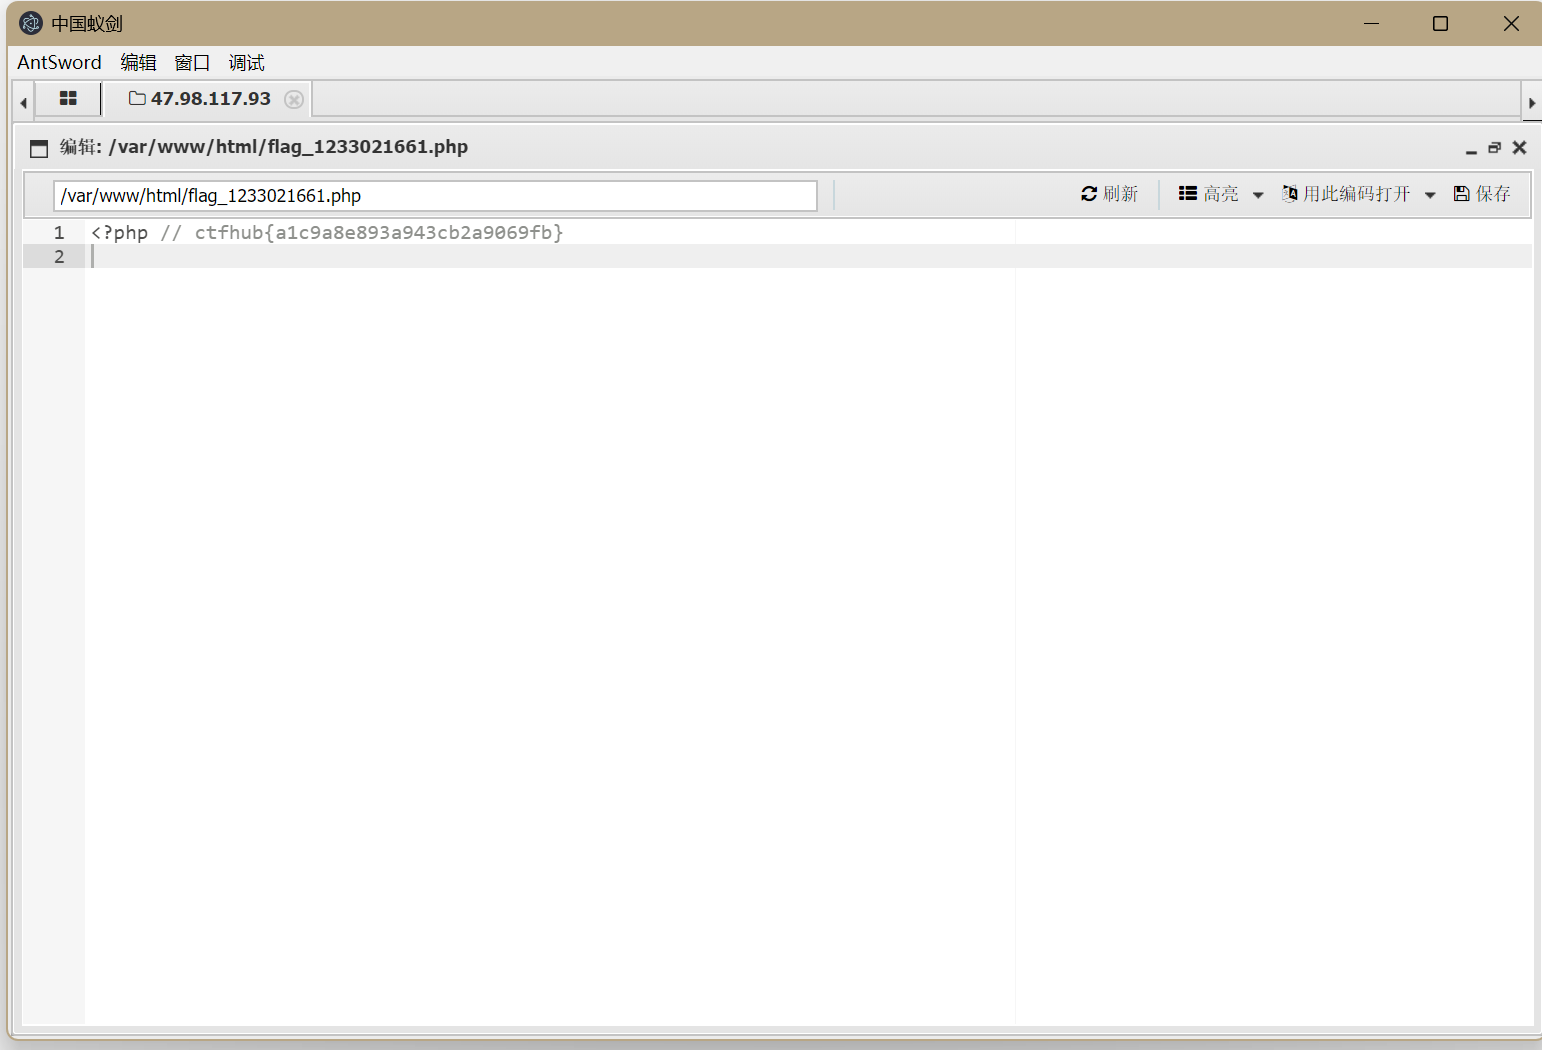 中国蚁剑
AntSword 编辑 窗口 调试
47.98.117.93
编辑: /var/www/html/flag_1233021661.php
/var/www/html/flag_1233021661.php 刷新 高亮 用此编码打开 保存
1 <?php // ctfhub{a1c9a8e893a943cb2a9069fb}
2